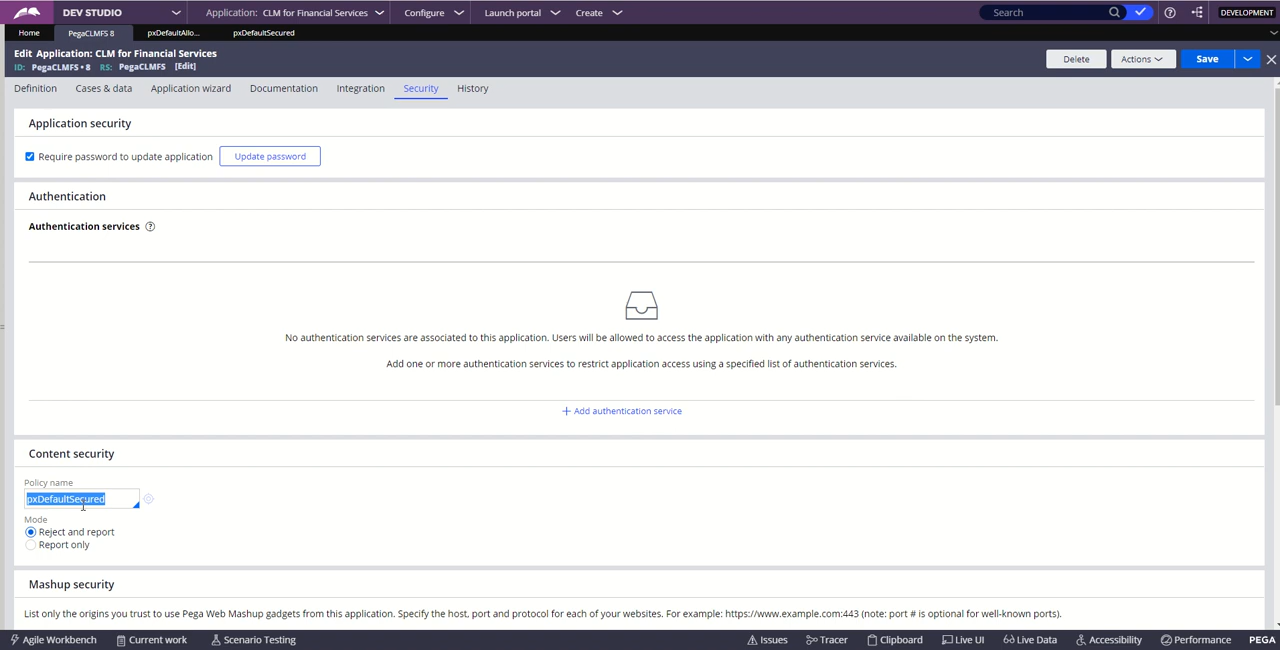 DEV STUDIO Application: CLM for Financial Services Configure Launch portal Create Search DEVELOPMENT
Home PegaCLMFS 8 pxDefaultAllo... pxDefaultSecured
Edit Application: CLM for Financial Services
ID: PegaCLMFS • 8 RS: PegaCLMFS [Edit]
Delete Actions Save
Definition Cases & data Application wizard Documentation Integration Security History
Application security
Require password to update application Update password
Authentication
Authentication services ?
No authentication services are associated to this application. Users will be allowed to access the application with any authentication service available on the system.
Add one or more authentication services to restrict application access using a specified list of authentication services.
+ Add authentication service
Content security
Policy name
pxDefaultSecured
Mode
Reject and report
Report only
Mashup security
List only the origins you trust to use Pega Web Mashup gadgets from this application. Specify the host, port and protocol for each of your websites. For example: https://www.example.com:443 (note: port # is optional for well-known ports).
Agile Workbench Current work Scenario Testing Issues Tracer Clipboard Live UI Live Data Accessibility Performance PEGA